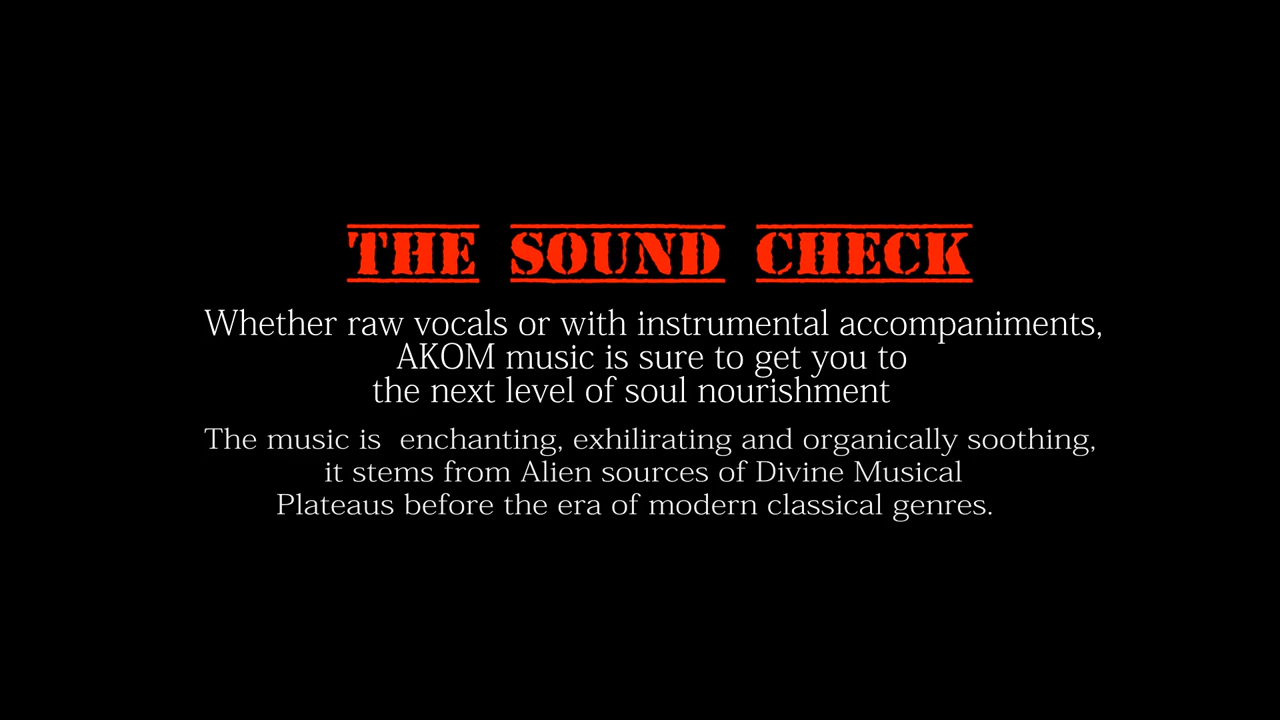 THE SOUND CHECK
Whether raw vocals or with instrumental accompaniments,
AKOM music is sure to get you to
the next level of soul nourishment
The music is  enchanting, exhilirating and organically soothing,
it stems from Alien sources of Divine Musical
Plateaus before the era of modern classical genres.